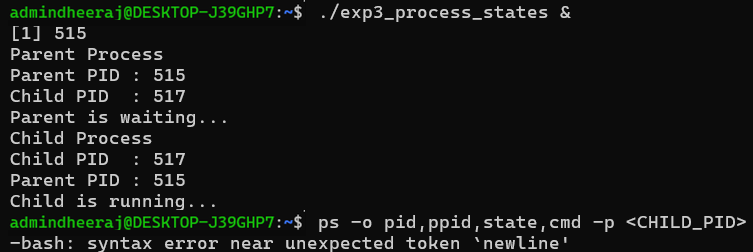 admindheeraj@DESKTOP-J39GHP7:~$ ./exp3_process_states &
[1] 515
Parent Process
Parent PID : 515
Child PID  : 517
Parent is waiting...
Child Process
Child PID  : 517
Parent PID : 515
Child is running...
admindheeraj@DESKTOP-J39GHP7:~$ ps -o pid,ppid,state,cmd -p <CHILD_PID>
-bash: syntax error near unexpected token `newline'